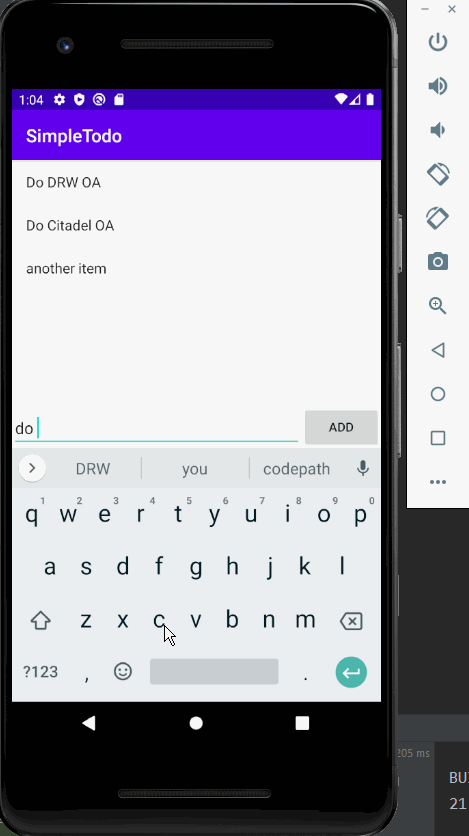 1:04
SimpleTodo
Do DRW OA
Do Citadel OA
another item
do
ADD
DRW you codepath
1 2 3 4 5 6 7 8 9 0
q w e r t y u i o p
a s d f g h j k l
z x c v b n m
?123 , .
205 ms
21